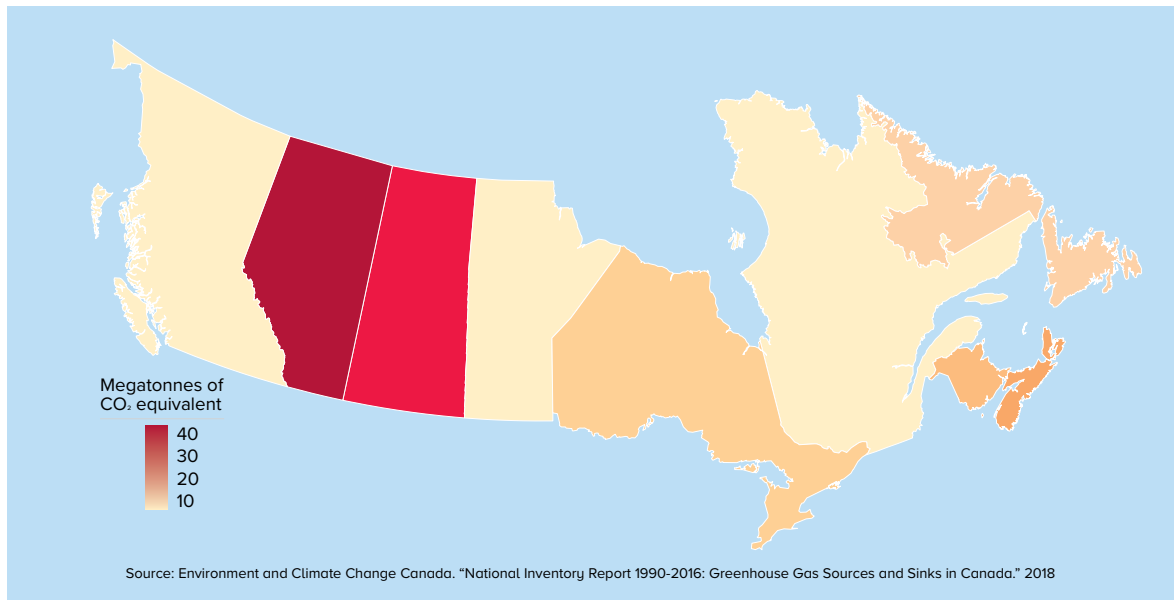 Megatonnes of
CO₂ equivalent
40
30
20
10
Source: Environment and Climate Change Canada. “National Inventory Report 1990-2016: Greenhouse Gas Sources and Sinks in Canada.” 2018